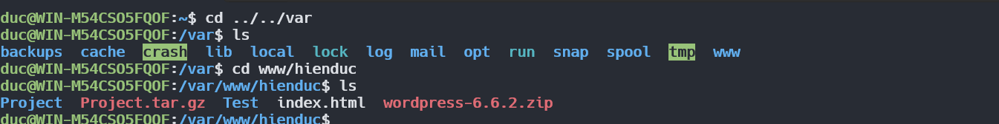 duc@WIN-M54CSO5FQOF:~$ cd ../../var
duc@WIN-M54CSO5FQOF:/var$ ls
backups  cache  crash  lib  local  lock  log  mail  opt  run  snap  spool  tmp  www
duc@WIN-M54CSO5FQOF:/var$ cd www/hienduc
duc@WIN-M54CSO5FQOF:/var/www/hienduc$ ls
Project  Project.tar.gz  Test  index.html  wordpress-6.6.2.zip
duc@WIN-M54CSO5FQOF:/var/www/hienduc$